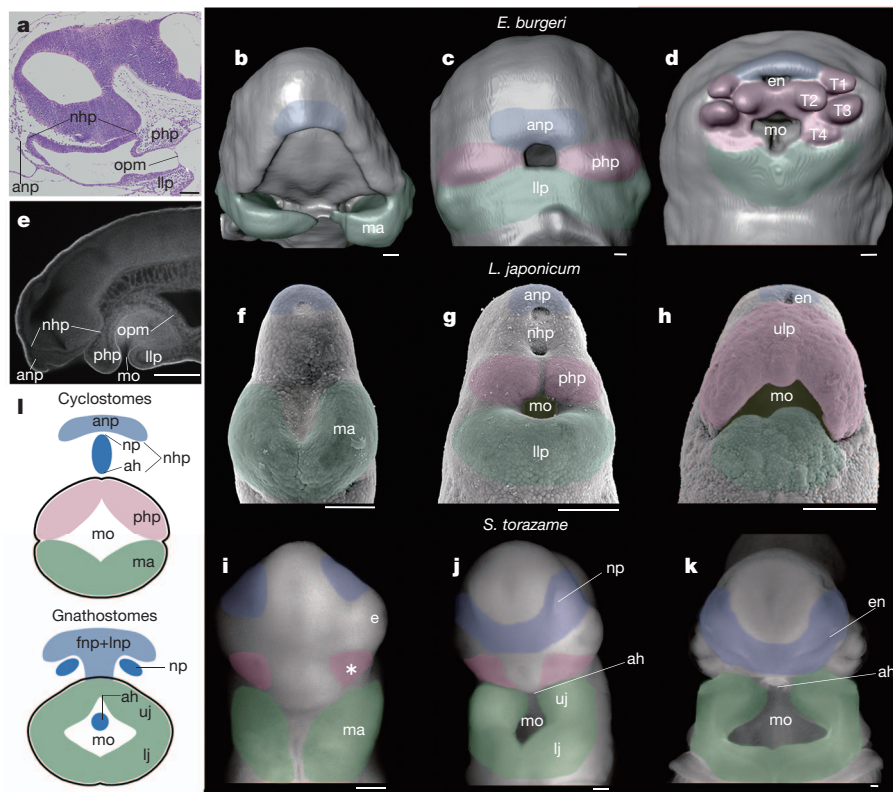 a
nhp
php
opm
anp
llp
E. burgeri
b
ma
c
anp
php
llp
d
en
T1
T2
T3
mo
T4
e
nhp
opm
php
llp
anp
mo
L. japonicum
f
ma
g
anp
nhp
php
mo
llp
h
en
ulp
mo
l
Cyclostomes
anp
np
ah
nhp
php
mo
ma
Gnathostomes
fnp+lnp
np
ah
uj
mo
lj
S. torazame
i
e
*
ma
j
np
ah
uj
mo
lj
k
en
ah
mo